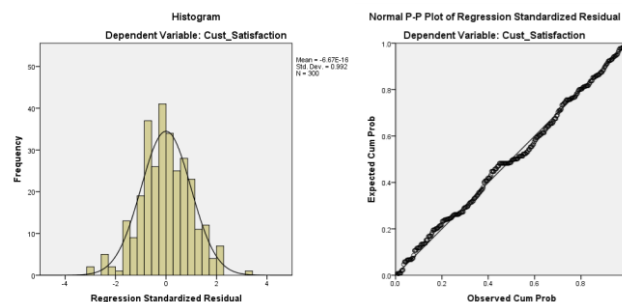 Histogram
Dependent Variable: Cust_Satisfaction
Mean = -6.67E-16
Std. Dev. = 0.992
N = 300
Frequency
50
40
30
20
10
0
-4
-2
0
2
4
Regression Standardized Residual
Normal P-P Plot of Regression Standardized Residual
Dependent Variable: Cust_Satisfaction
Expected Cum Prob
1.0
0.8
0.6
0.4
0.2
0.0
0.0
0.2
0.4
0.6
0.8
1.0
Observed Cum Prob